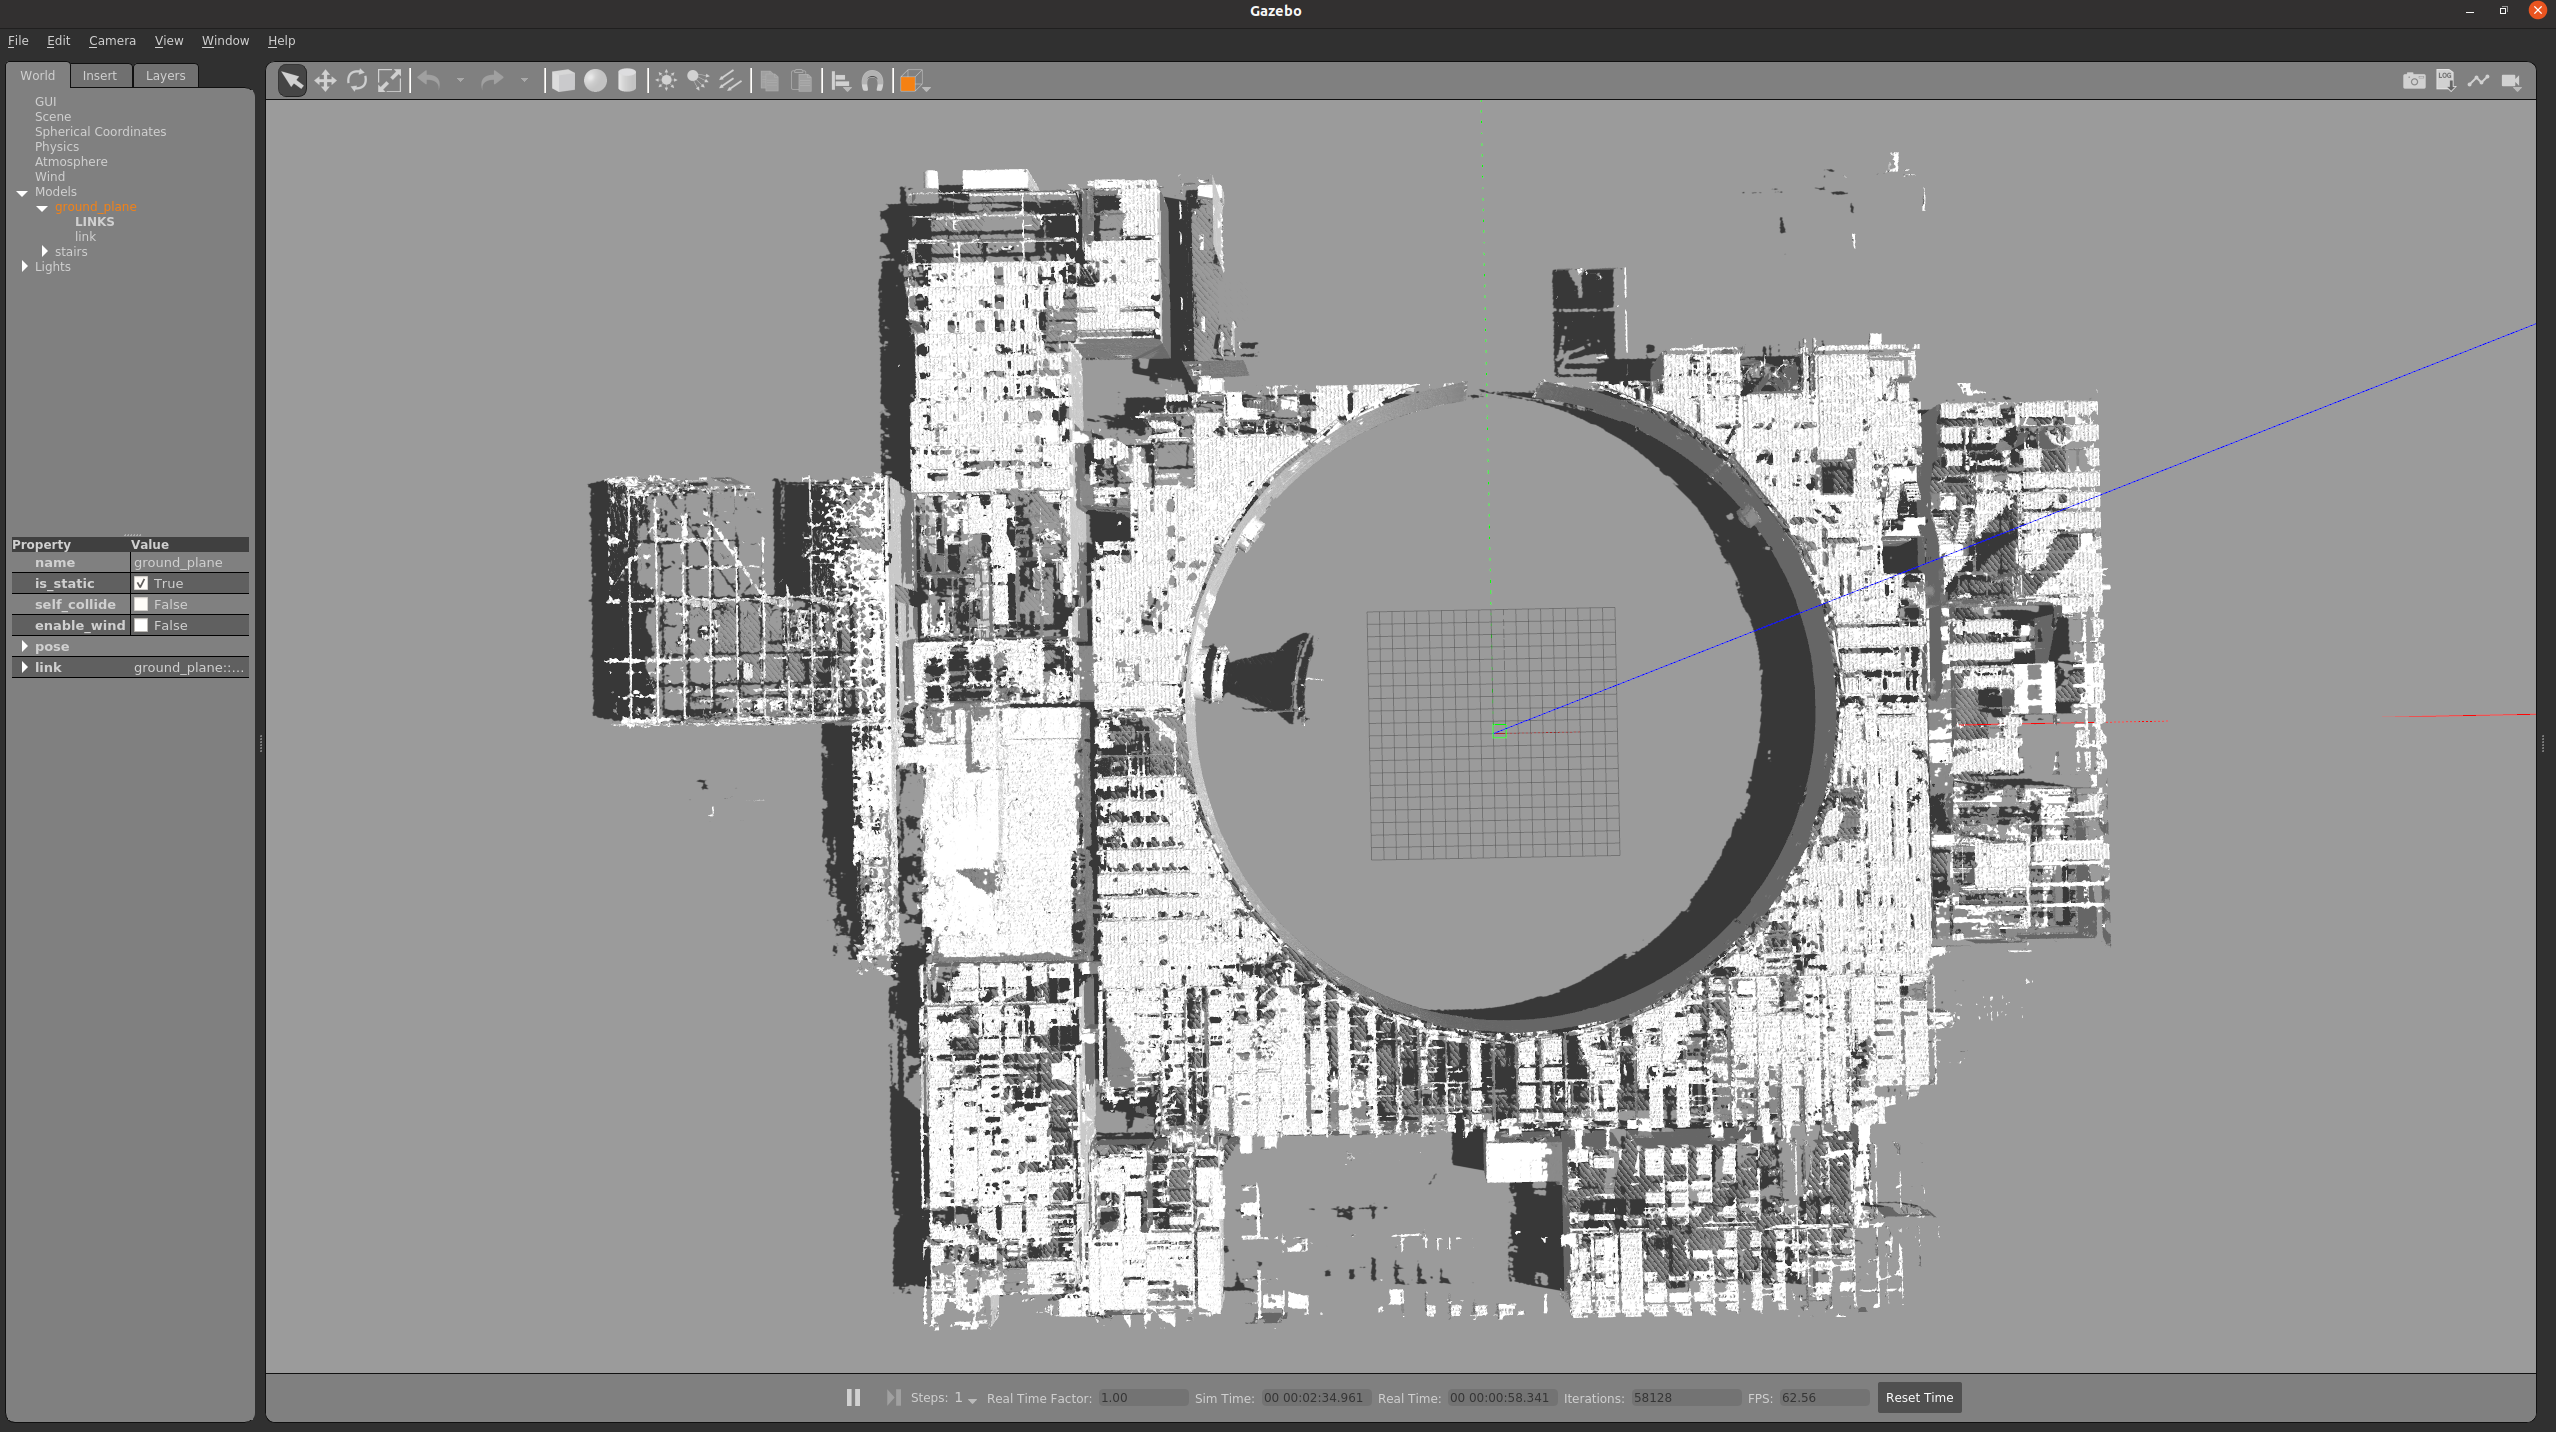 Gazebo
File Edit Camera View Window Help
World Insert Layers
GUI
Scene
Spherical Coordinates
Physics
Atmosphere
Wind
Models
ground_plane
LINKS
link
stairs
Lights
Property Value
name ground_plane
is_static True
self_collide False
enable_wind False
pose
link ground_plane::...
LOG
Steps: 1 Real Time Factor: 1.00 Sim Time: 00 00:02:34.961 Real Time: 00 00:00:58.341 Iterations: 58128 FPS: 62.56 Reset Time